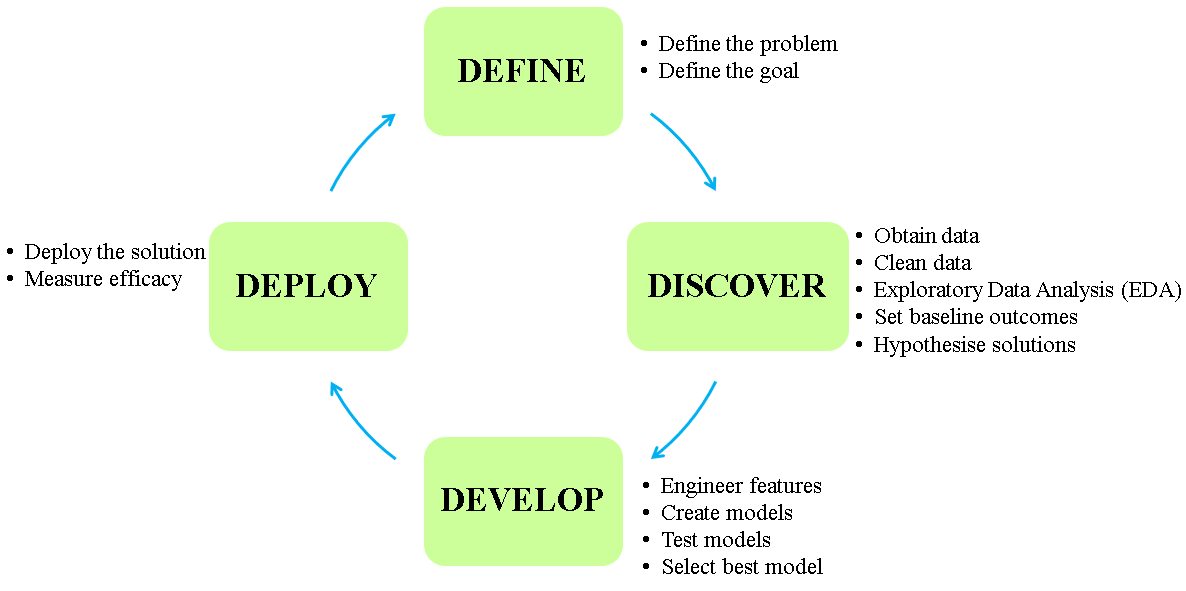 DEFINE
• Define the problem
• Define the goal
DISCOVER
• Obtain data
• Clean data
• Exploratory Data Analysis (EDA)
• Set baseline outcomes
• Hypothesise solutions
DEVELOP
• Engineer features
• Create models
• Test models
• Select best model
DEPLOY
• Deploy the solution
• Measure efficacy